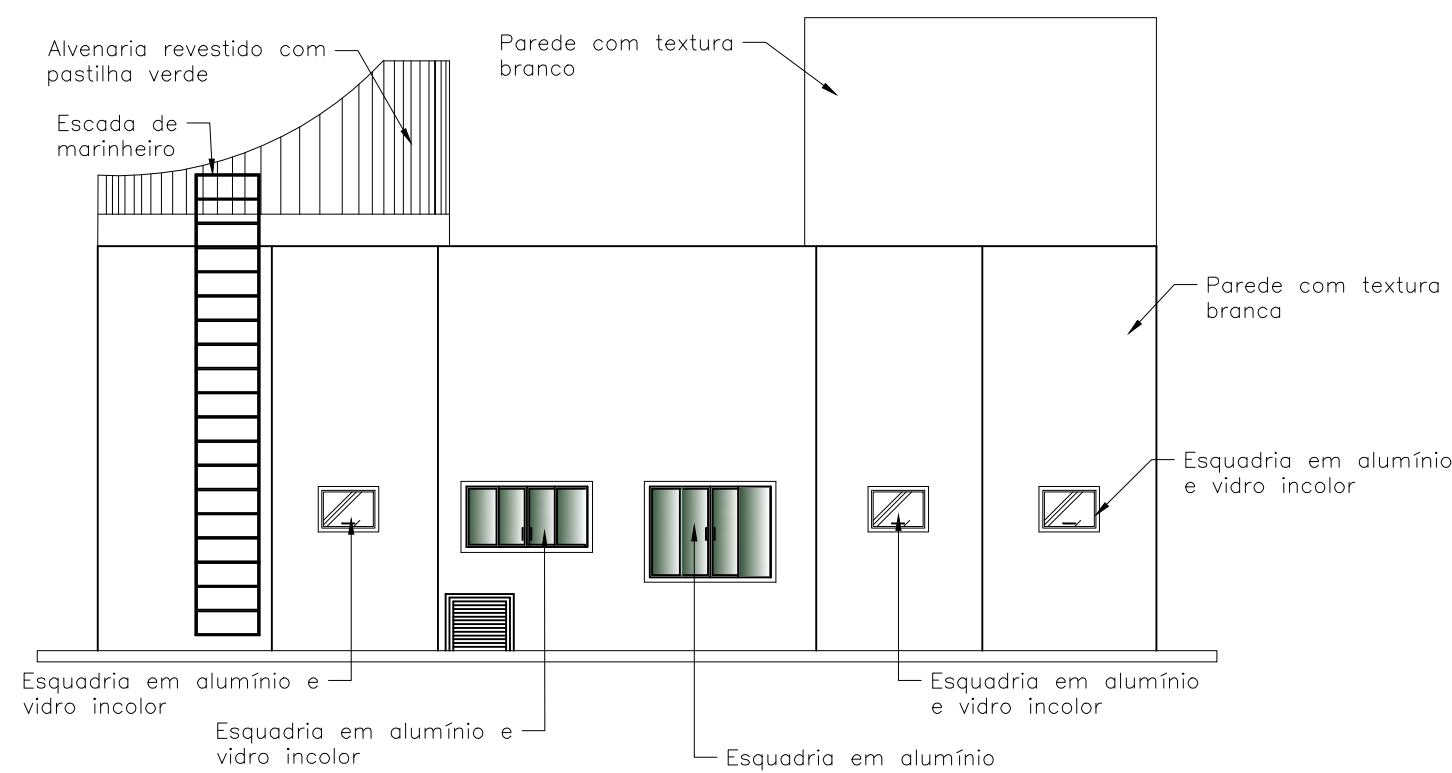 Alvenaria revestido com
pastilha verde
Parede com textura
branco
Escada de
marinheiro
Parede com textura
branca
Esquadria em alumínio
e vidro incolor
Esquadria em alumínio e
vidro incolor
Esquadria em alumínio
e vidro incolor
Esquadria em alumínio e
vidro incolor
Esquadria em alumínio